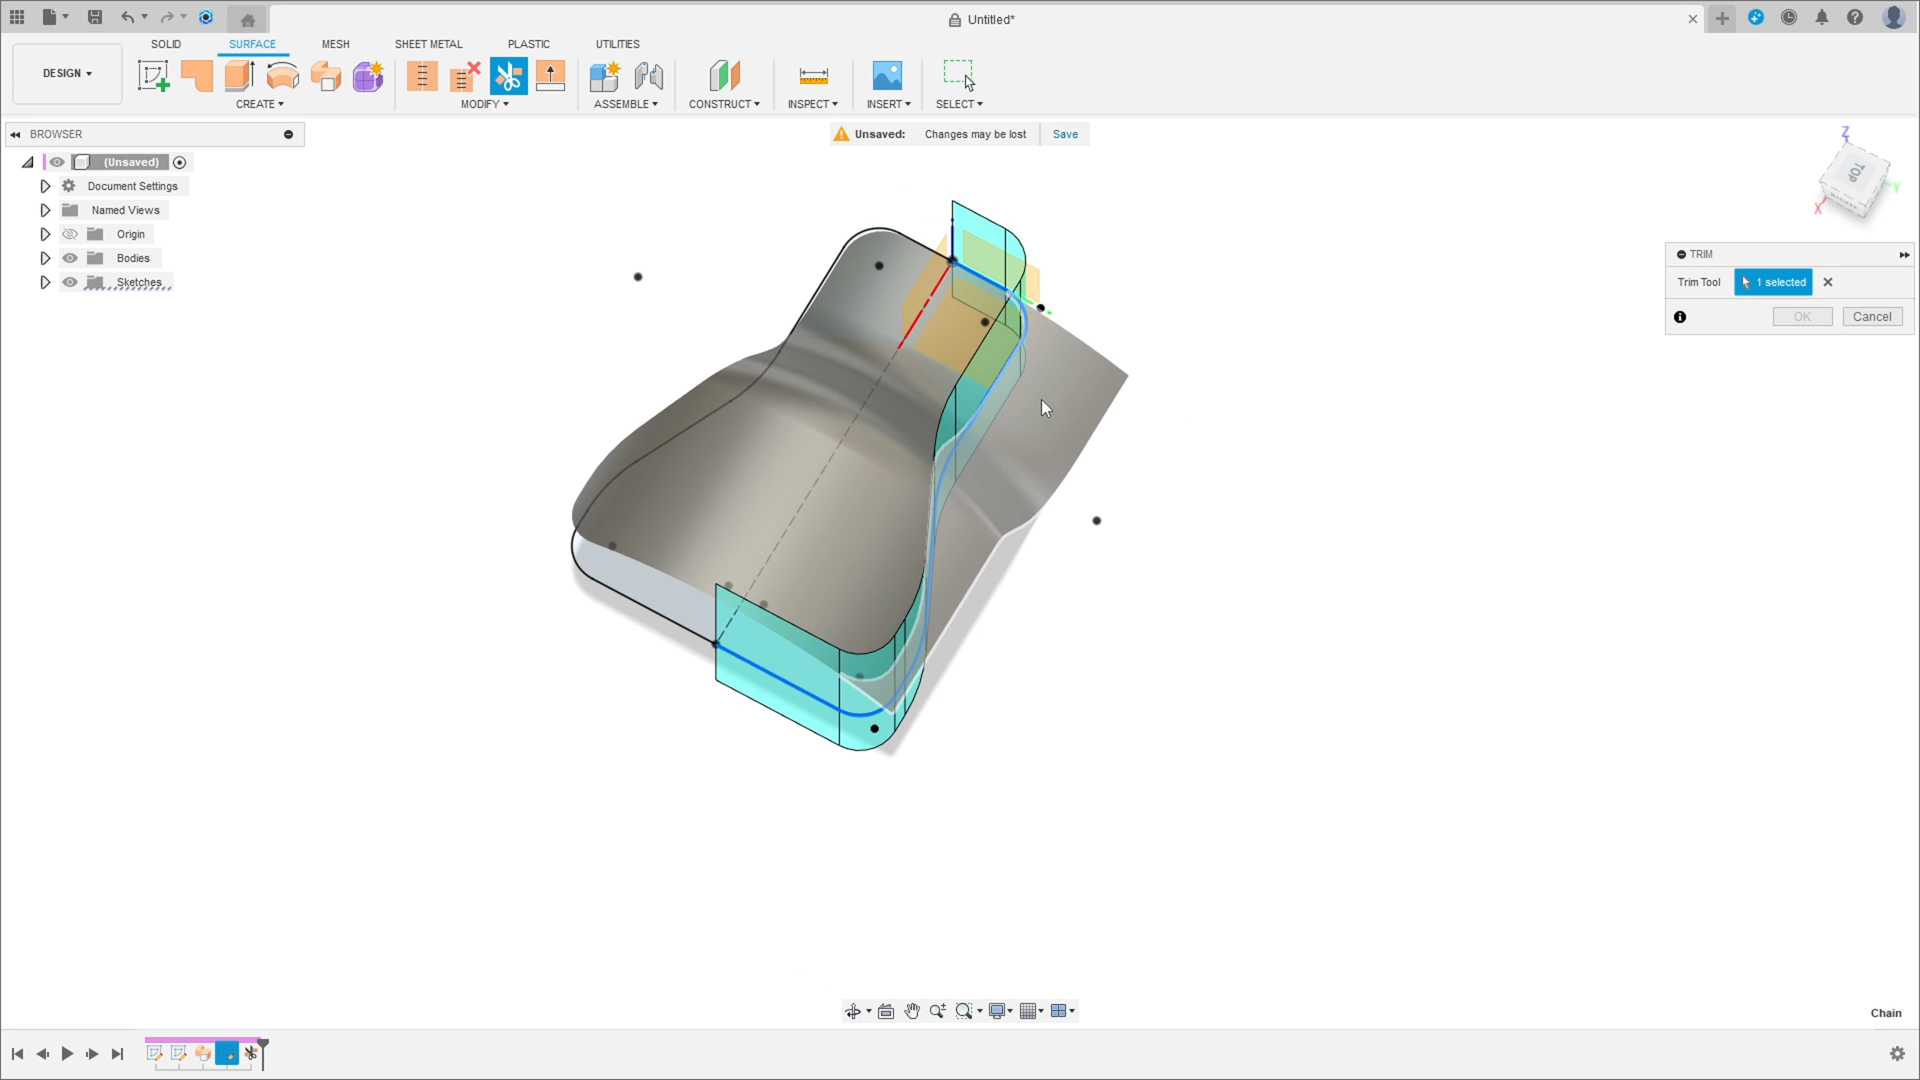 Untitled*
SOLID
SURFACE
MESH
SHEET METAL
PLASTIC
UTILITIES
DESIGN
CREATE
MODIFY
ASSEMBLE
CONSTRUCT
INSPECT
INSERT
SELECT
BROWSER
Unsaved: Changes may be lost Save
(Unsaved)
Document Settings
Named Views
Origin
Bodies
Sketches
Z
TOP
X
Y
TRIM
Trim Tool 1 selected
OK Cancel
Chain